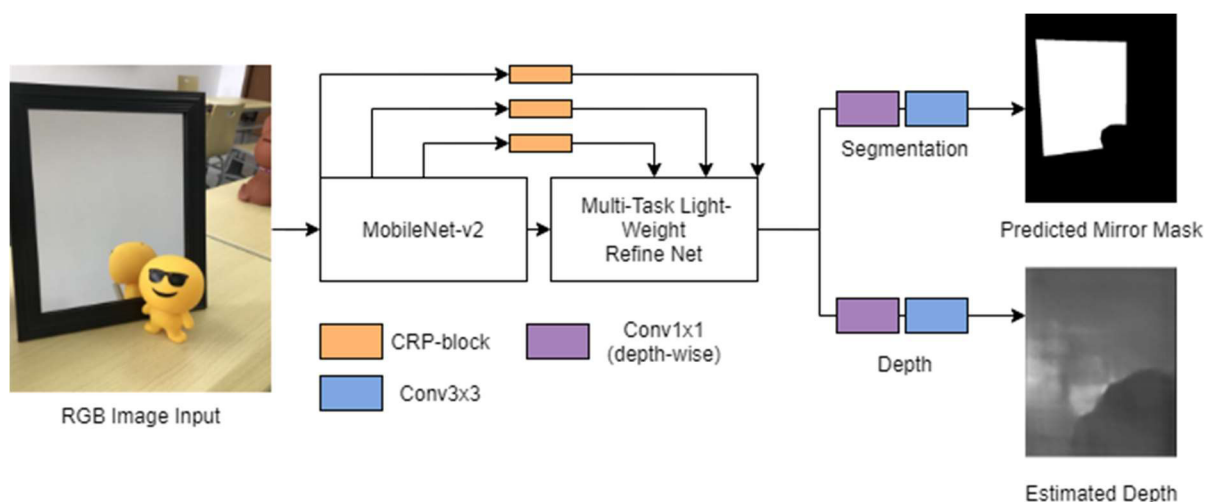 Segmentation
MobileNet-v2
Multi-Task Light-
Weight
Refine Net
Predicted Mirror Mask
CRP-block
Conv1x1
(depth-wise)
Conv3x3
Depth
RGB Image Input
Estimated Depth